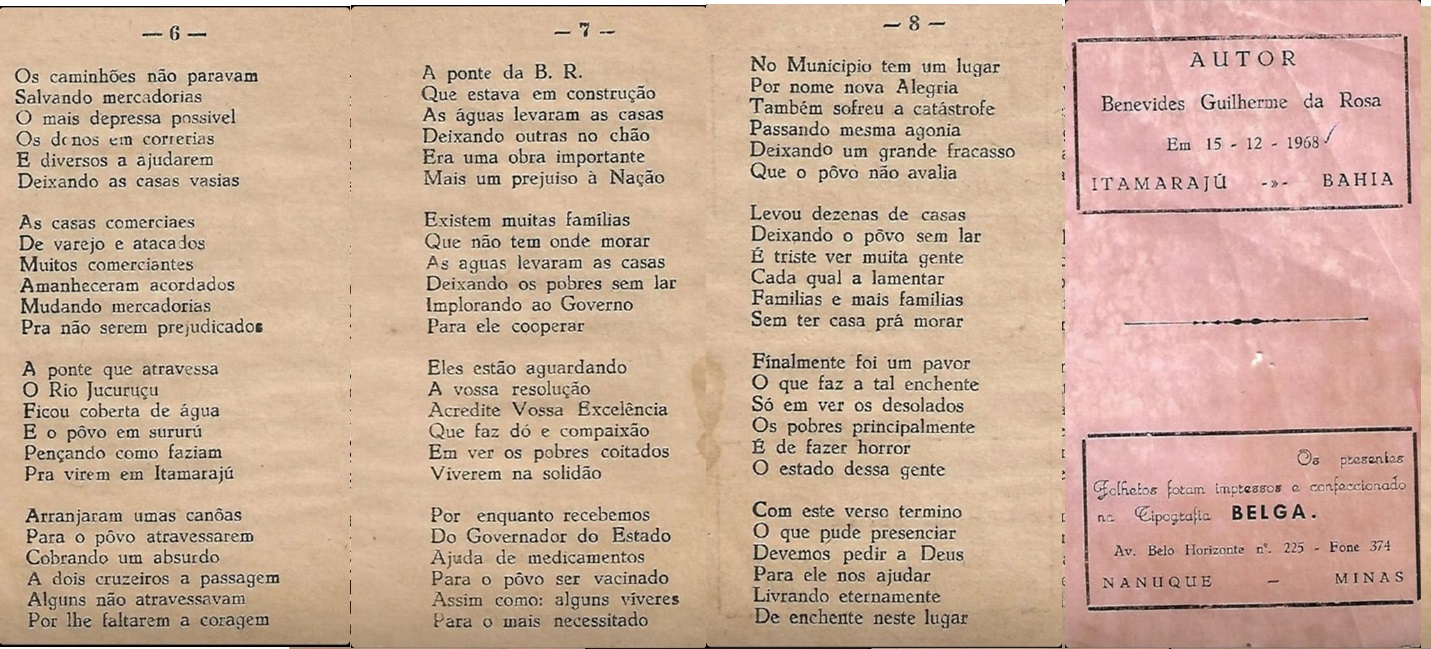 — 6 —
Os caminhões não paravam
Salvando mercadorias
O mais depressa possivel
Os donos em correrias
E diversos a ajudarem
Deixando as casas vasias
As casas comerciaes
De varejo e atacados
Muitos comerciantes
Amanheceram acordados
Mudando mercadorias
Pra não serem prejudicados
A ponte que atravessa
O Rio Jucuruçu
Ficou coberta de água
E o pôvo em sururú
Pençando como faziam
Pra virem em Itamarajú
Arranjaram umas canôas
Para o pôvo atravessarem
Cobrando um absurdo
A dois cruzeiros a passagem
Alguns não atravessavam
Por lhe faltarem a coragem
— 7 —
A ponte da B. R.
Que estava em construção
As águas levaram as casas
Deixando outras no chão
Era uma obra importante
Mais um prejuiso à Nação
Existem muitas famílias
Que não tem onde morar
As aguas levaram as casas
Deixando os pobres sem lar
Implorando ao Governo
Para ele cooperar
Eles estão aguardando
A vossa resolução
Acredite Vossa Excelência
Que faz dó e compaixão
Em ver os pobres coitados
Viverem na solidão
Por enquanto recebemos
Do Governador do Estado
Ajuda de medicamentos
Para o pôvo ser vacinado
Assim como: alguns víveres
Para o mais necessitado
— 8 —
No Municipio tem um lugar
Por nome nova Alegria
Também sofreu a catástrofe
Passando mesma agonia
Deixando um grande fracasso
Que o pôvo não avalia
Levou dezenas de casas
Deixando o pôvo sem lar
É triste ver muita gente
Cada qual a lamentar
Familias e mais famílias
Sem ter casa prá morar
Finalmente foi um pavor
O que faz a tal enchente
Só em ver os desolados
Os pobres principalmente
É de fazer horror
O estado dessa gente
Com este verso termino
O que pude presenciar
Devemos pedir a Deus
Para ele nos ajudar
Livrando eternamente
De enchente neste lugar
AUTOR
Benevides Guilherme da Rosa
Em 15 - 12 - 1968
ITAMARAJÚ -»- BAHIA
Os presentes
Folhetos foram impressos e confeccionado
na Tipografia BELGA.
Av. Belo Horizonte nº. 225 - Fone 374
NANUQUE — MINAS